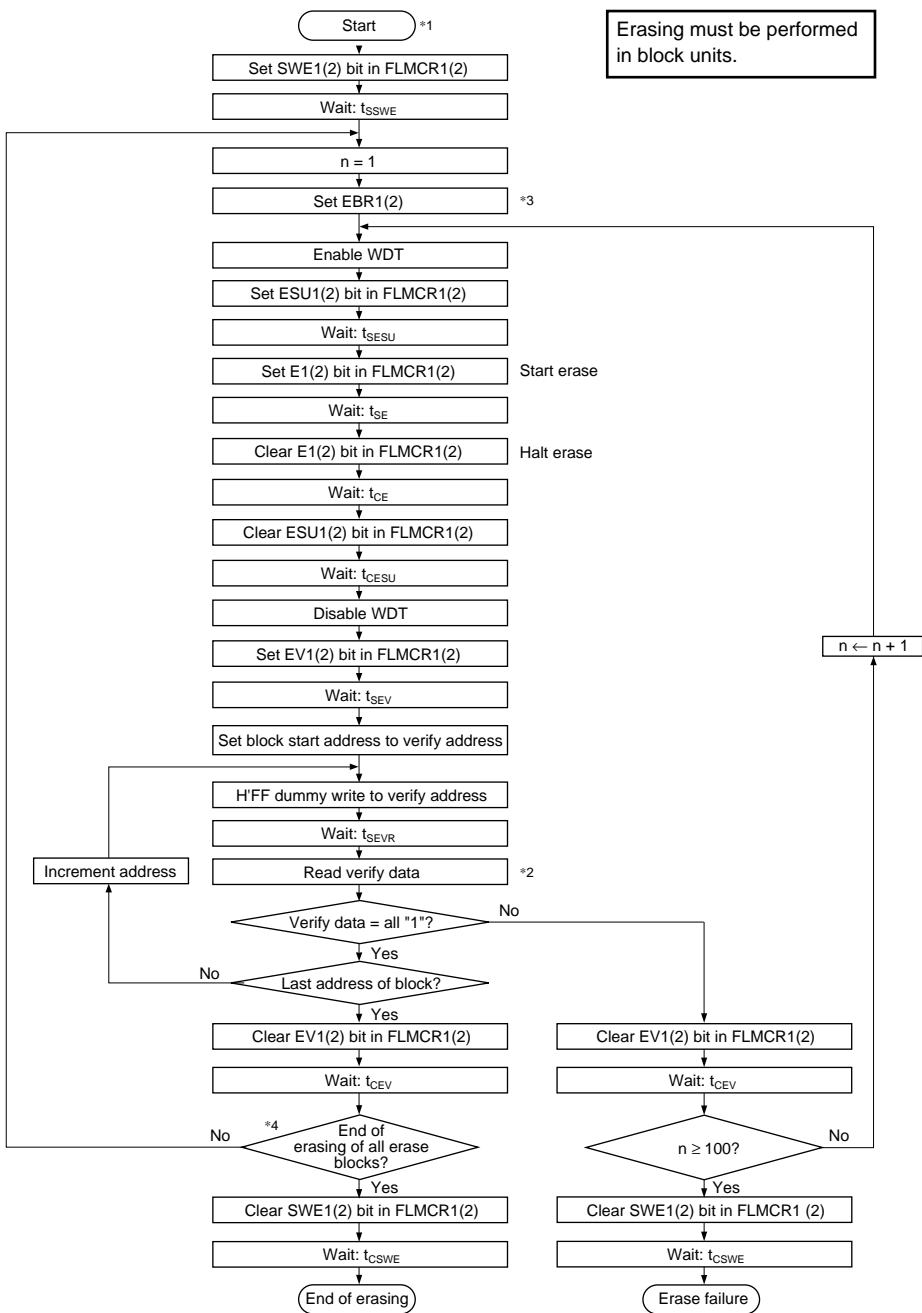 Start *1
Erasing must be performed
in block units.
Set SWE1(2) bit in FLMCR1(2)
Wait: tSSWE
n = 1
Set EBR1(2) *3
Enable WDT
Set ESU1(2) bit in FLMCR1(2)
Wait: tSESU
Set E1(2) bit in FLMCR1(2) Start erase
Wait: tSE
Clear E1(2) bit in FLMCR1(2) Halt erase
Wait: tCE
Clear ESU1(2) bit in FLMCR1(2)
Wait: tCESU
Disable WDT
Set EV1(2) bit in FLMCR1(2)
n ← n + 1
Wait: tSEV
Set block start address to verify address
H'FF dummy write to verify address
Wait: tSEVR
Increment address
Read verify data *2
Verify data = all "1"?
No
Yes
No
Last address of block?
Yes
Clear EV1(2) bit in FLMCR1(2)
Clear EV1(2) bit in FLMCR1(2)
Wait: tCEV
Wait: tCEV
No
*4
End of
erasing of all erase
blocks?
n ≥ 100?
No
Yes
Yes
Clear SWE1(2) bit in FLMCR1(2)
Clear SWE1(2) bit in FLMCR1 (2)
Wait: tCSWE
Wait: tCSWE
End of erasing
Erase failure